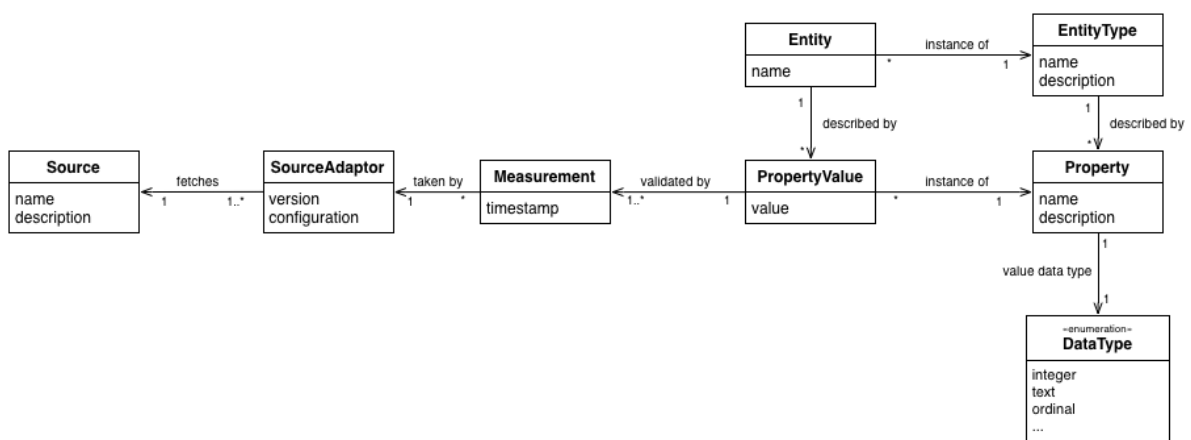 Entity
name
instance of
*
1
EntityType
name
description
1
described by
*
1
described by
*
Source
name
description
fetches
1
1..*
SourceAdaptor
version
configuration
taken by
1
*
Measurement
timestamp
validated by
1..*
1
PropertyValue
value
instance of
*
1
Property
name
description
1
value data type
1
~enumeration~
DataType
integer
text
ordinal
...